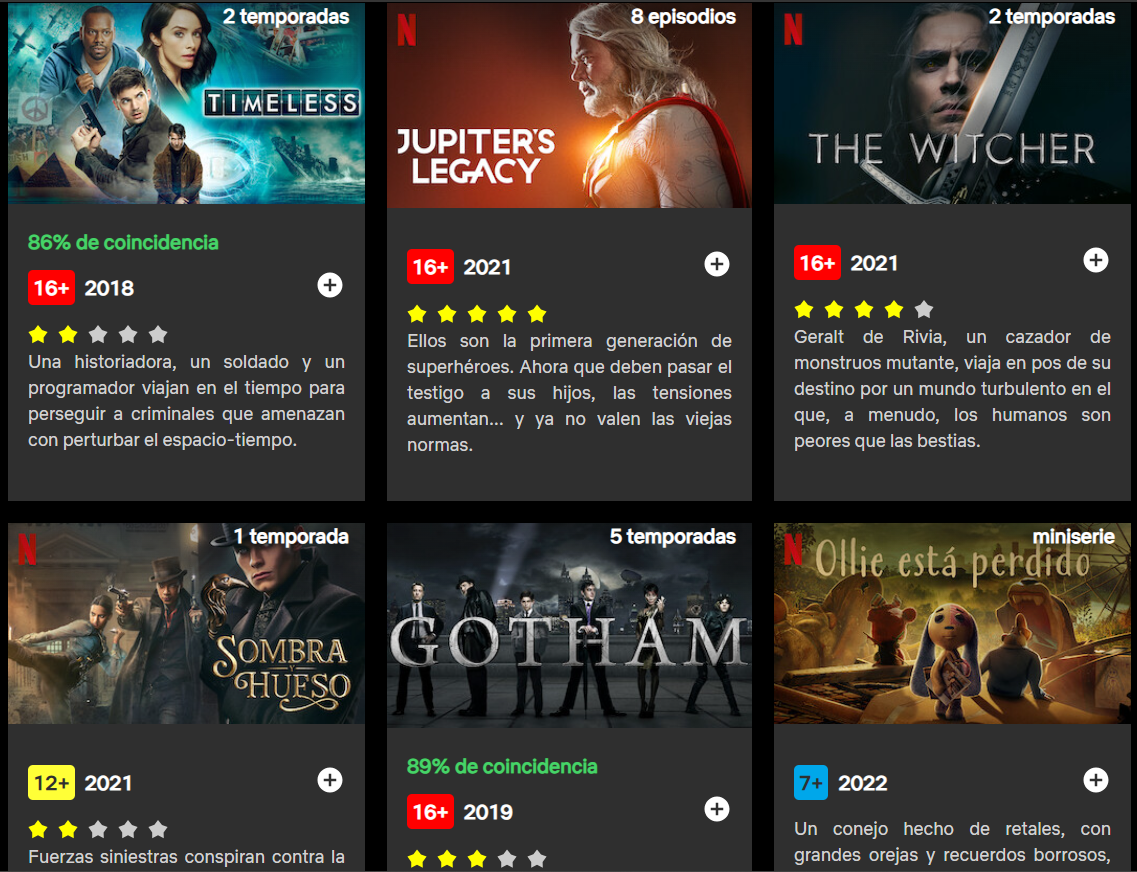 2 temporadas
TIMELESS
86% de coincidencia
16+ 2018
Una historiadora, un soldado y un
programador viajan en el tiempo para
perseguir a criminales que amenazan
con perturbar el espacio-tiempo.
N
8 episodios
JUPITER'S
LEGACY
16+ 2021
Ellos son la primera generación de
superhéroes. Ahora que deben pasar el
testigo a sus hijos, las tensiones
aumentan... y ya no valen las viejas
normas.
N
2 temporadas
THE WITCHER
16+ 2021
Geralt de Rivia, un cazador de
monstruos mutante, viaja en pos de su
destino por un mundo turbulento en el
que, a menudo, los humanos son
peores que las bestias.
N
1 temporada
SOMBRA
Y
HUESO
12+ 2021
Fuerzas siniestras conspiran contra la
5 temporadas
GOTHAM
89% de coincidencia
16+ 2019
N
miniserie
Ollie está perdido
7+ 2022
Un conejo hecho de retales, con
grandes orejas y recuerdos borrosos,